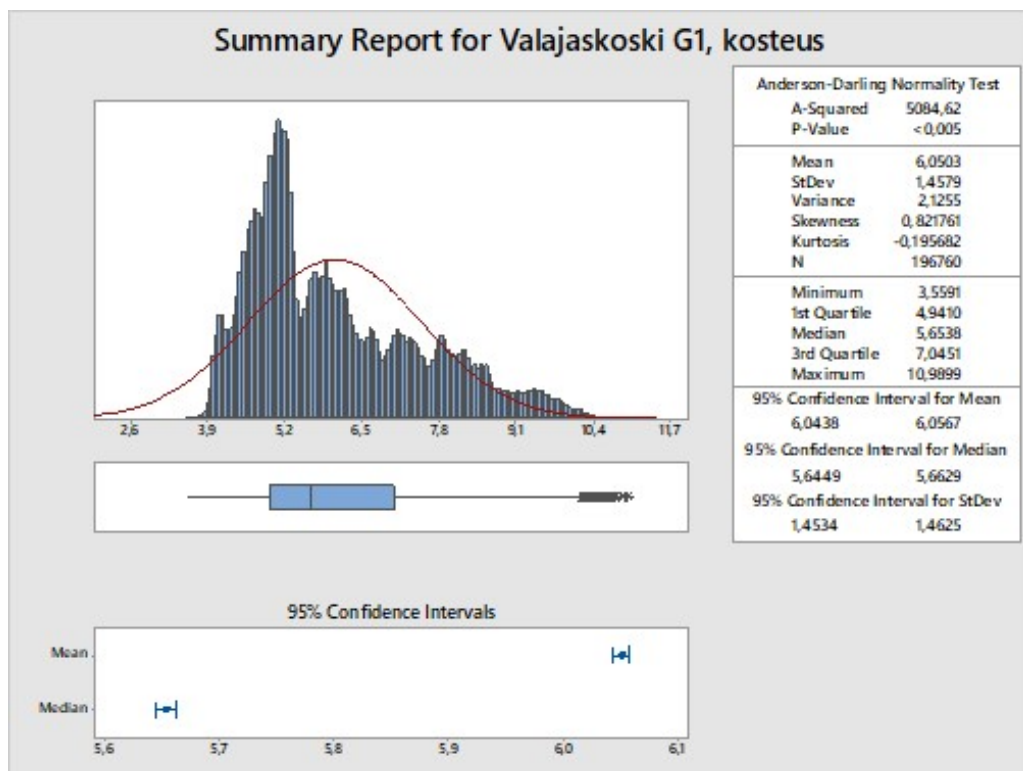 Summary Report for Valajaskoski G1, kosteus
Anderson-Darling Normality Test
A-Squared 5084,62
P-Value <0,005
Mean 6,0503
StDev 1,4579
Variance 2,1255
Skewness 0,821761
Kurtosis -0,195682
N 196760
Minimum 3,5591
1st Quartile 4,9410
Median 5,6538
3rd Quartile 7,0451
Maximum 10,9899
95% Confidence Interval for Mean
6,0438 6,0567
95% Confidence Interval for Median
5,6449 5,6629
95% Confidence Interval for StDev
1,4534 1,4625
2,6 3,9 5,2 6,5 7,8 9,1 10,4 11,7
95% Confidence Intervals
Mean
Median
5,6 5,7 5,8 5,9 6,0 6,1